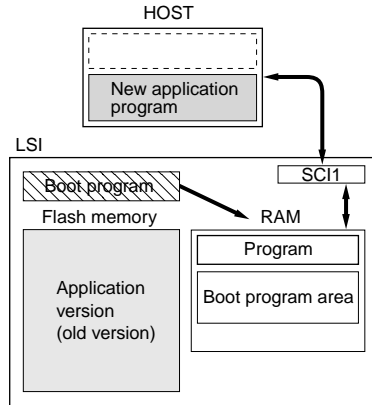 HOST
New application
program
LSI
SCI1
Boot program
Flash memory
RAM
Program
Application
version
(old version)
Boot program area